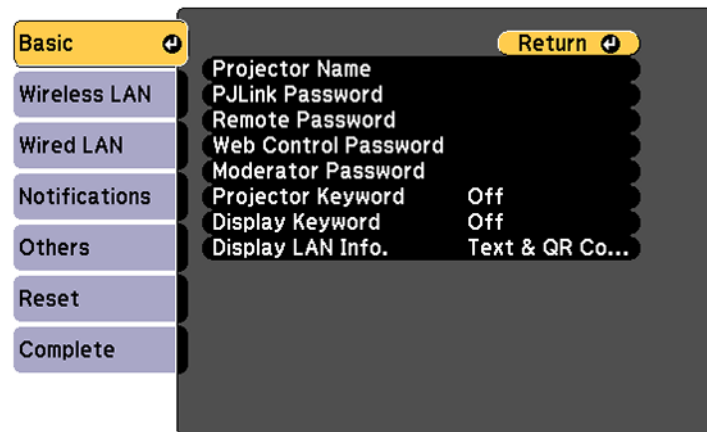 Basic
Wireless LAN
Wired LAN
Notifications
Others
Reset
Complete
Return
Projector Name
PJLink Password
Remote Password
Web Control Password
Moderator Password
Projector Keyword Off
Display Keyword Off
Display LAN Info. Text & QR Co...